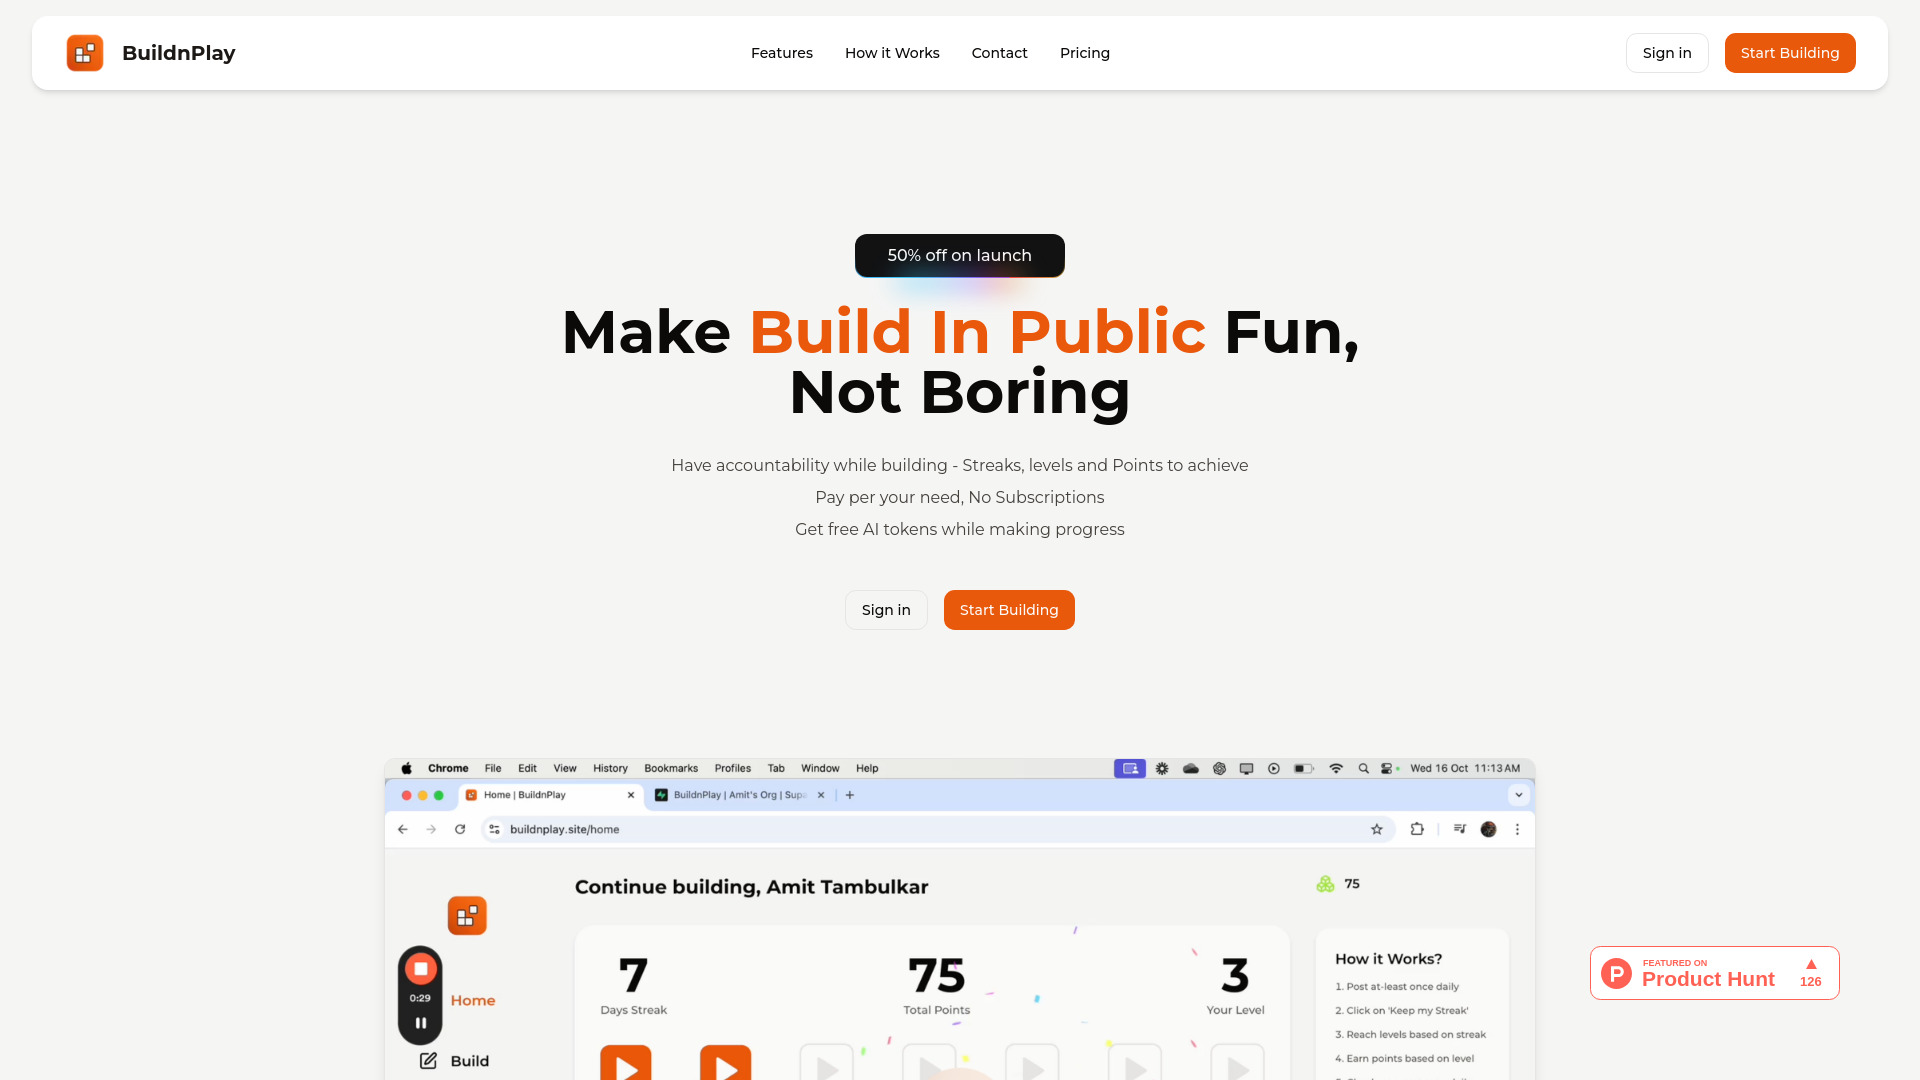 BuildnPlay
Features
How it Works
Contact
Pricing
Sign in
Start Building
50% off on launch
Make Build In Public Fun,
Not Boring
Have accountability while building - Streaks, levels and Points to achieve
Pay per your need, No Subscriptions
Get free AI tokens while making progress
Sign in
Start Building
Chrome File Edit View History Bookmarks Profiles Tab Window Help
Wed 16 Oct 11:13 AM
Home | BuildnPlay
BuildnPlay | Amit's Org | Supa
buildnplay.site/home
Continue building, Amit Tambulkar
75
7
Days Streak
75
Total Points
3
Your Level
How it Works?
1. Post at-least once daily
2. Click on 'Keep my Streak'
3. Reach levels based on streak
4. Earn points based on level
0:29
Home
Build
FEATURED ON
Product Hunt
126